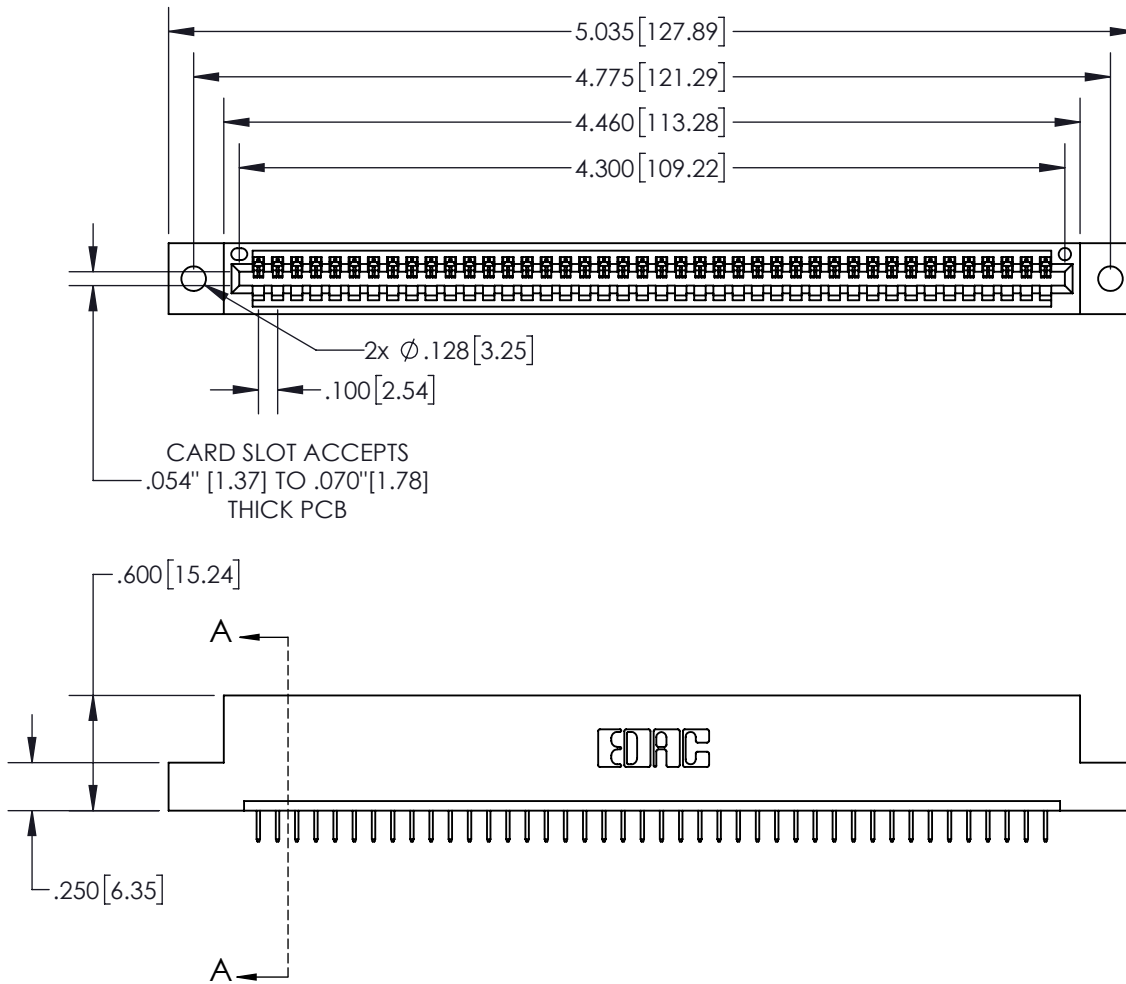 5.035[127.89]
4.775[121.29]
4.460[113.28]
4.300[109.22]
2x ∅.128[3.25]
.100[2.54]
CARD SLOT ACCEPTS
.054" [1.37] TO .070"[1.78]
THICK PCB
.600[15.24]
A
EDAC
.250[6.35]
A